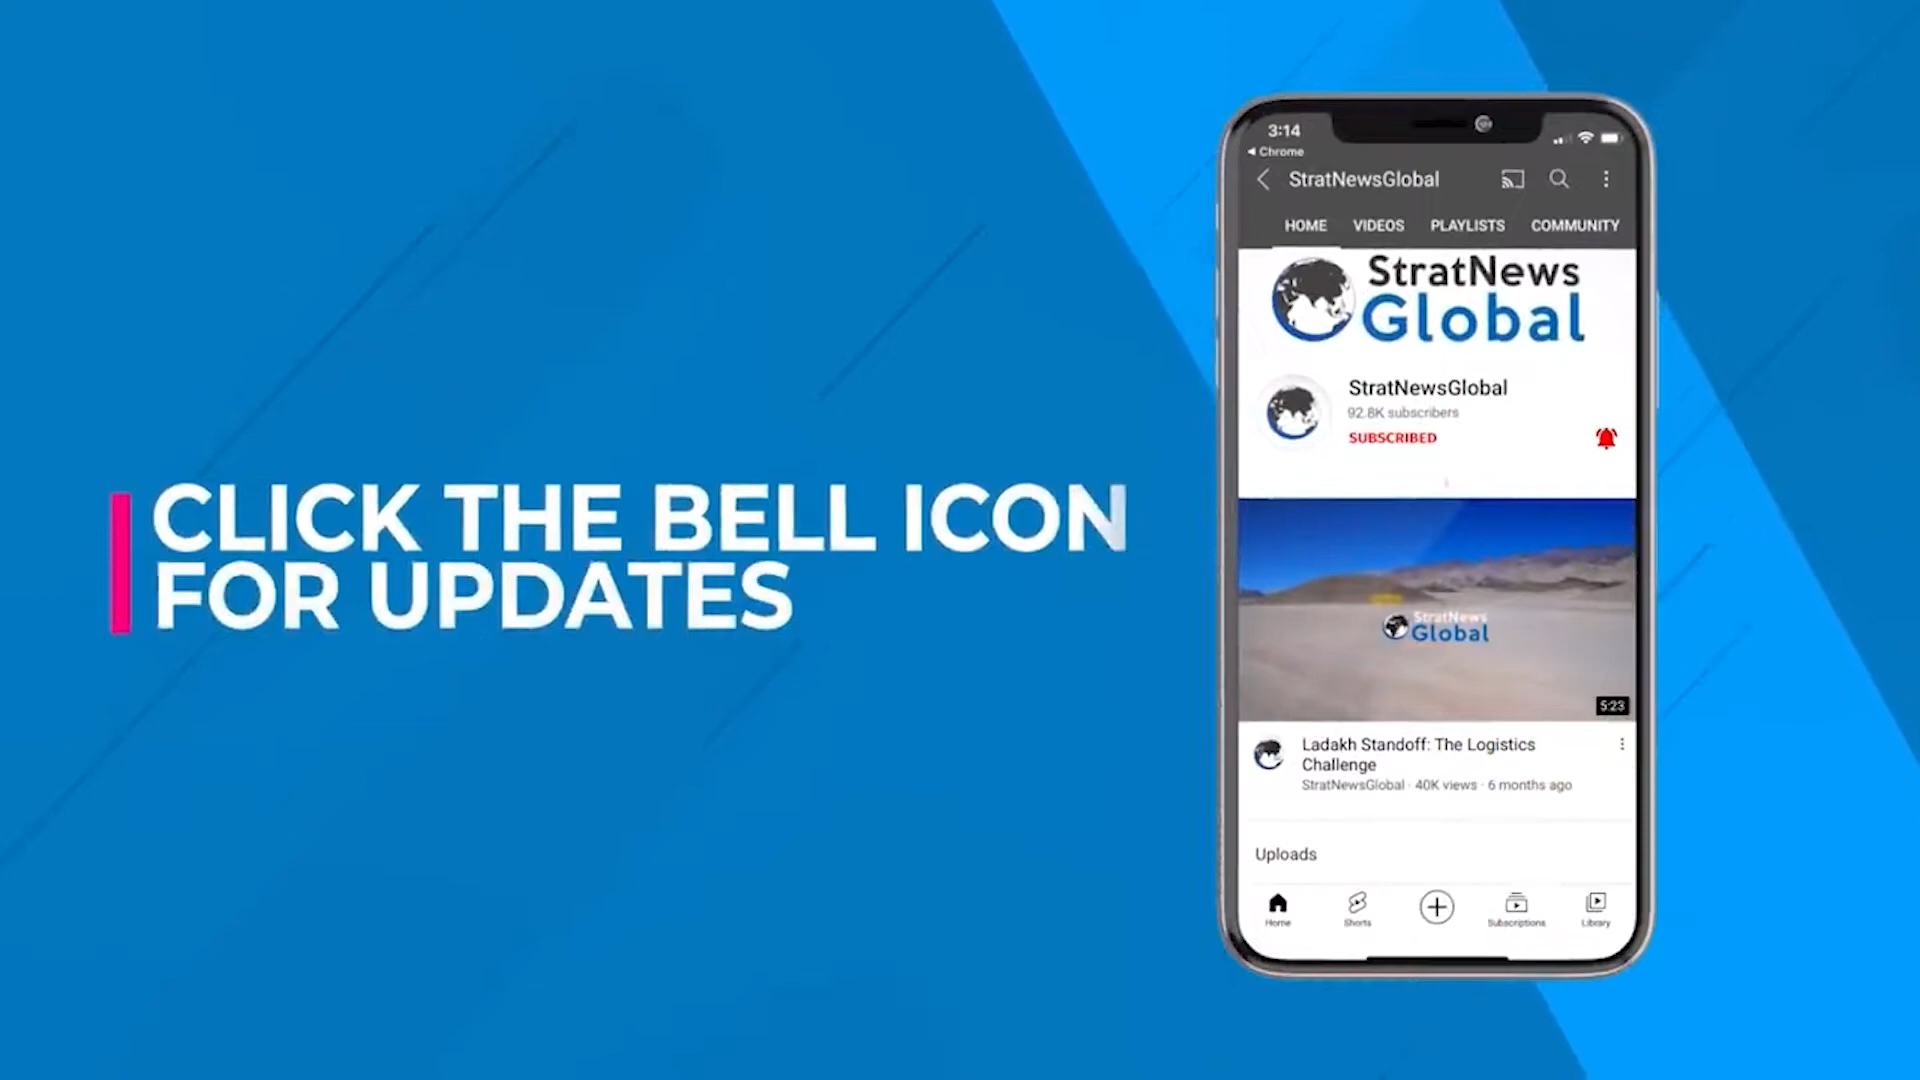 CLICK THE BELL ICON
FOR UPDATES
3:14
Chrome
StratNewsGlobal
HOME VIDEOS PLAYLISTS COMMUNITY
StratNews
Global
StratNewsGlobal
92.8K subscribers
SUBSCRIBED
StratNews
Global
5:23
Ladakh Standoff: The Logistics
Challenge
StratNewsGlobal · 40K views · 6 months ago
Uploads
Home Shorts Subscriptions Library